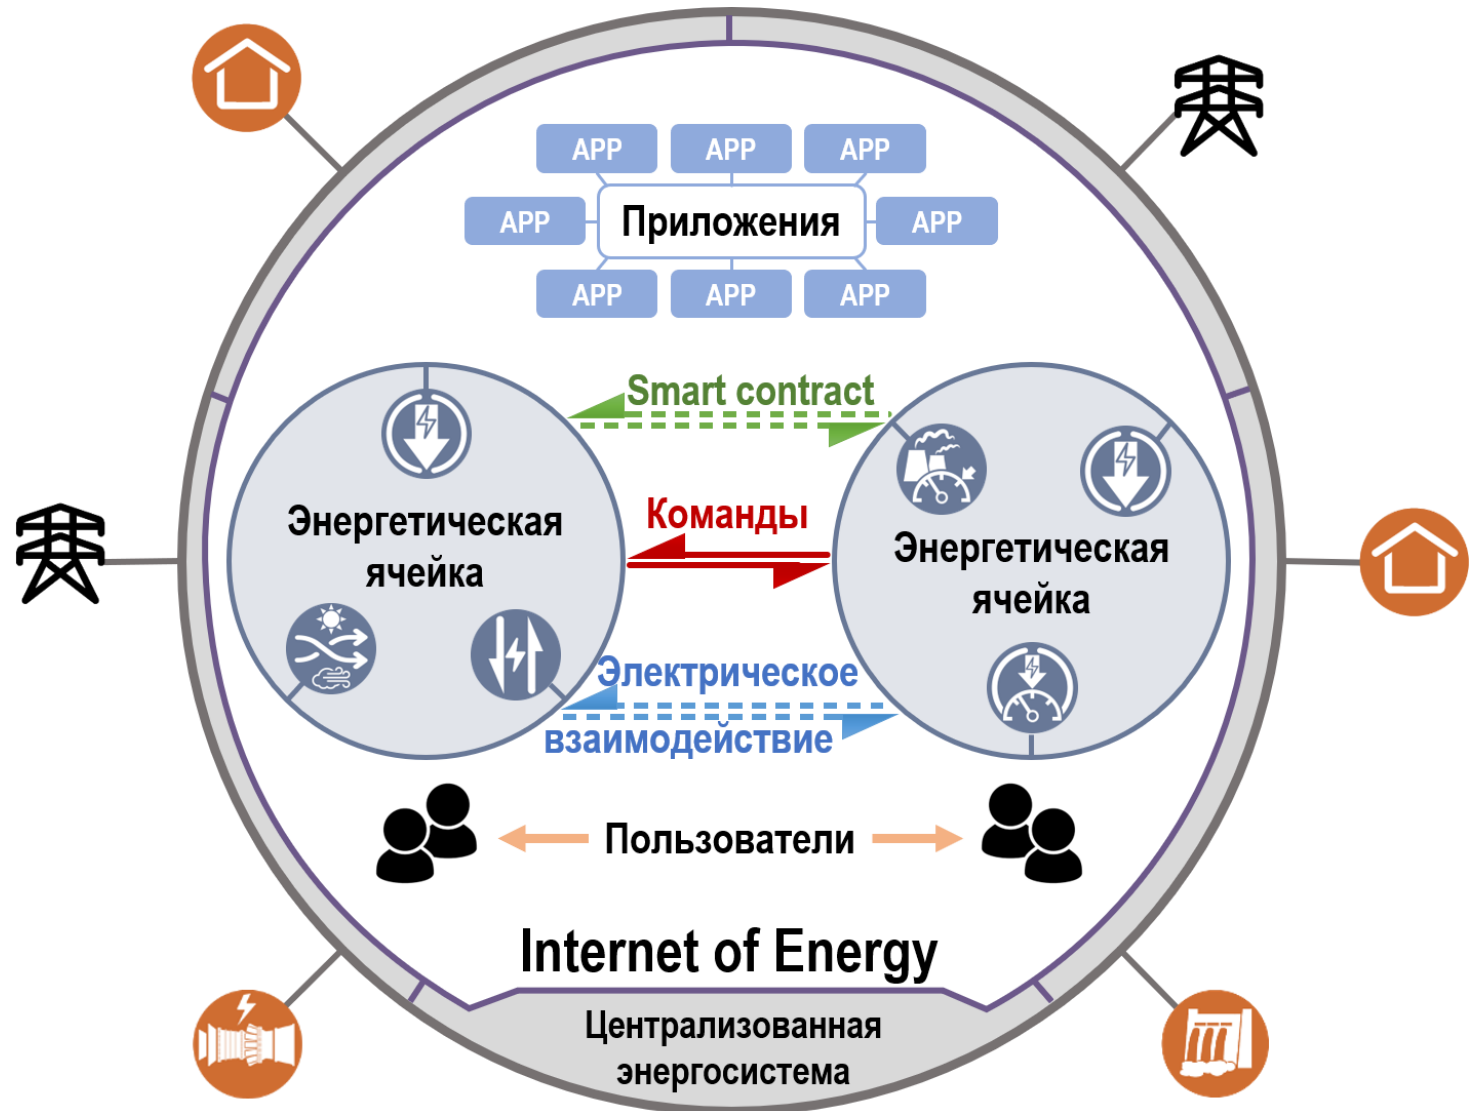 APP
APP
APP
APP
Приложения
APP
APP
APP
APP
Smart contract
Энергетическая
ячейка
Команды
Энергетическая
ячейка
Электрическое
взаимодействие
Пользователи
Internet of Energy
Централизованная
энергосистема